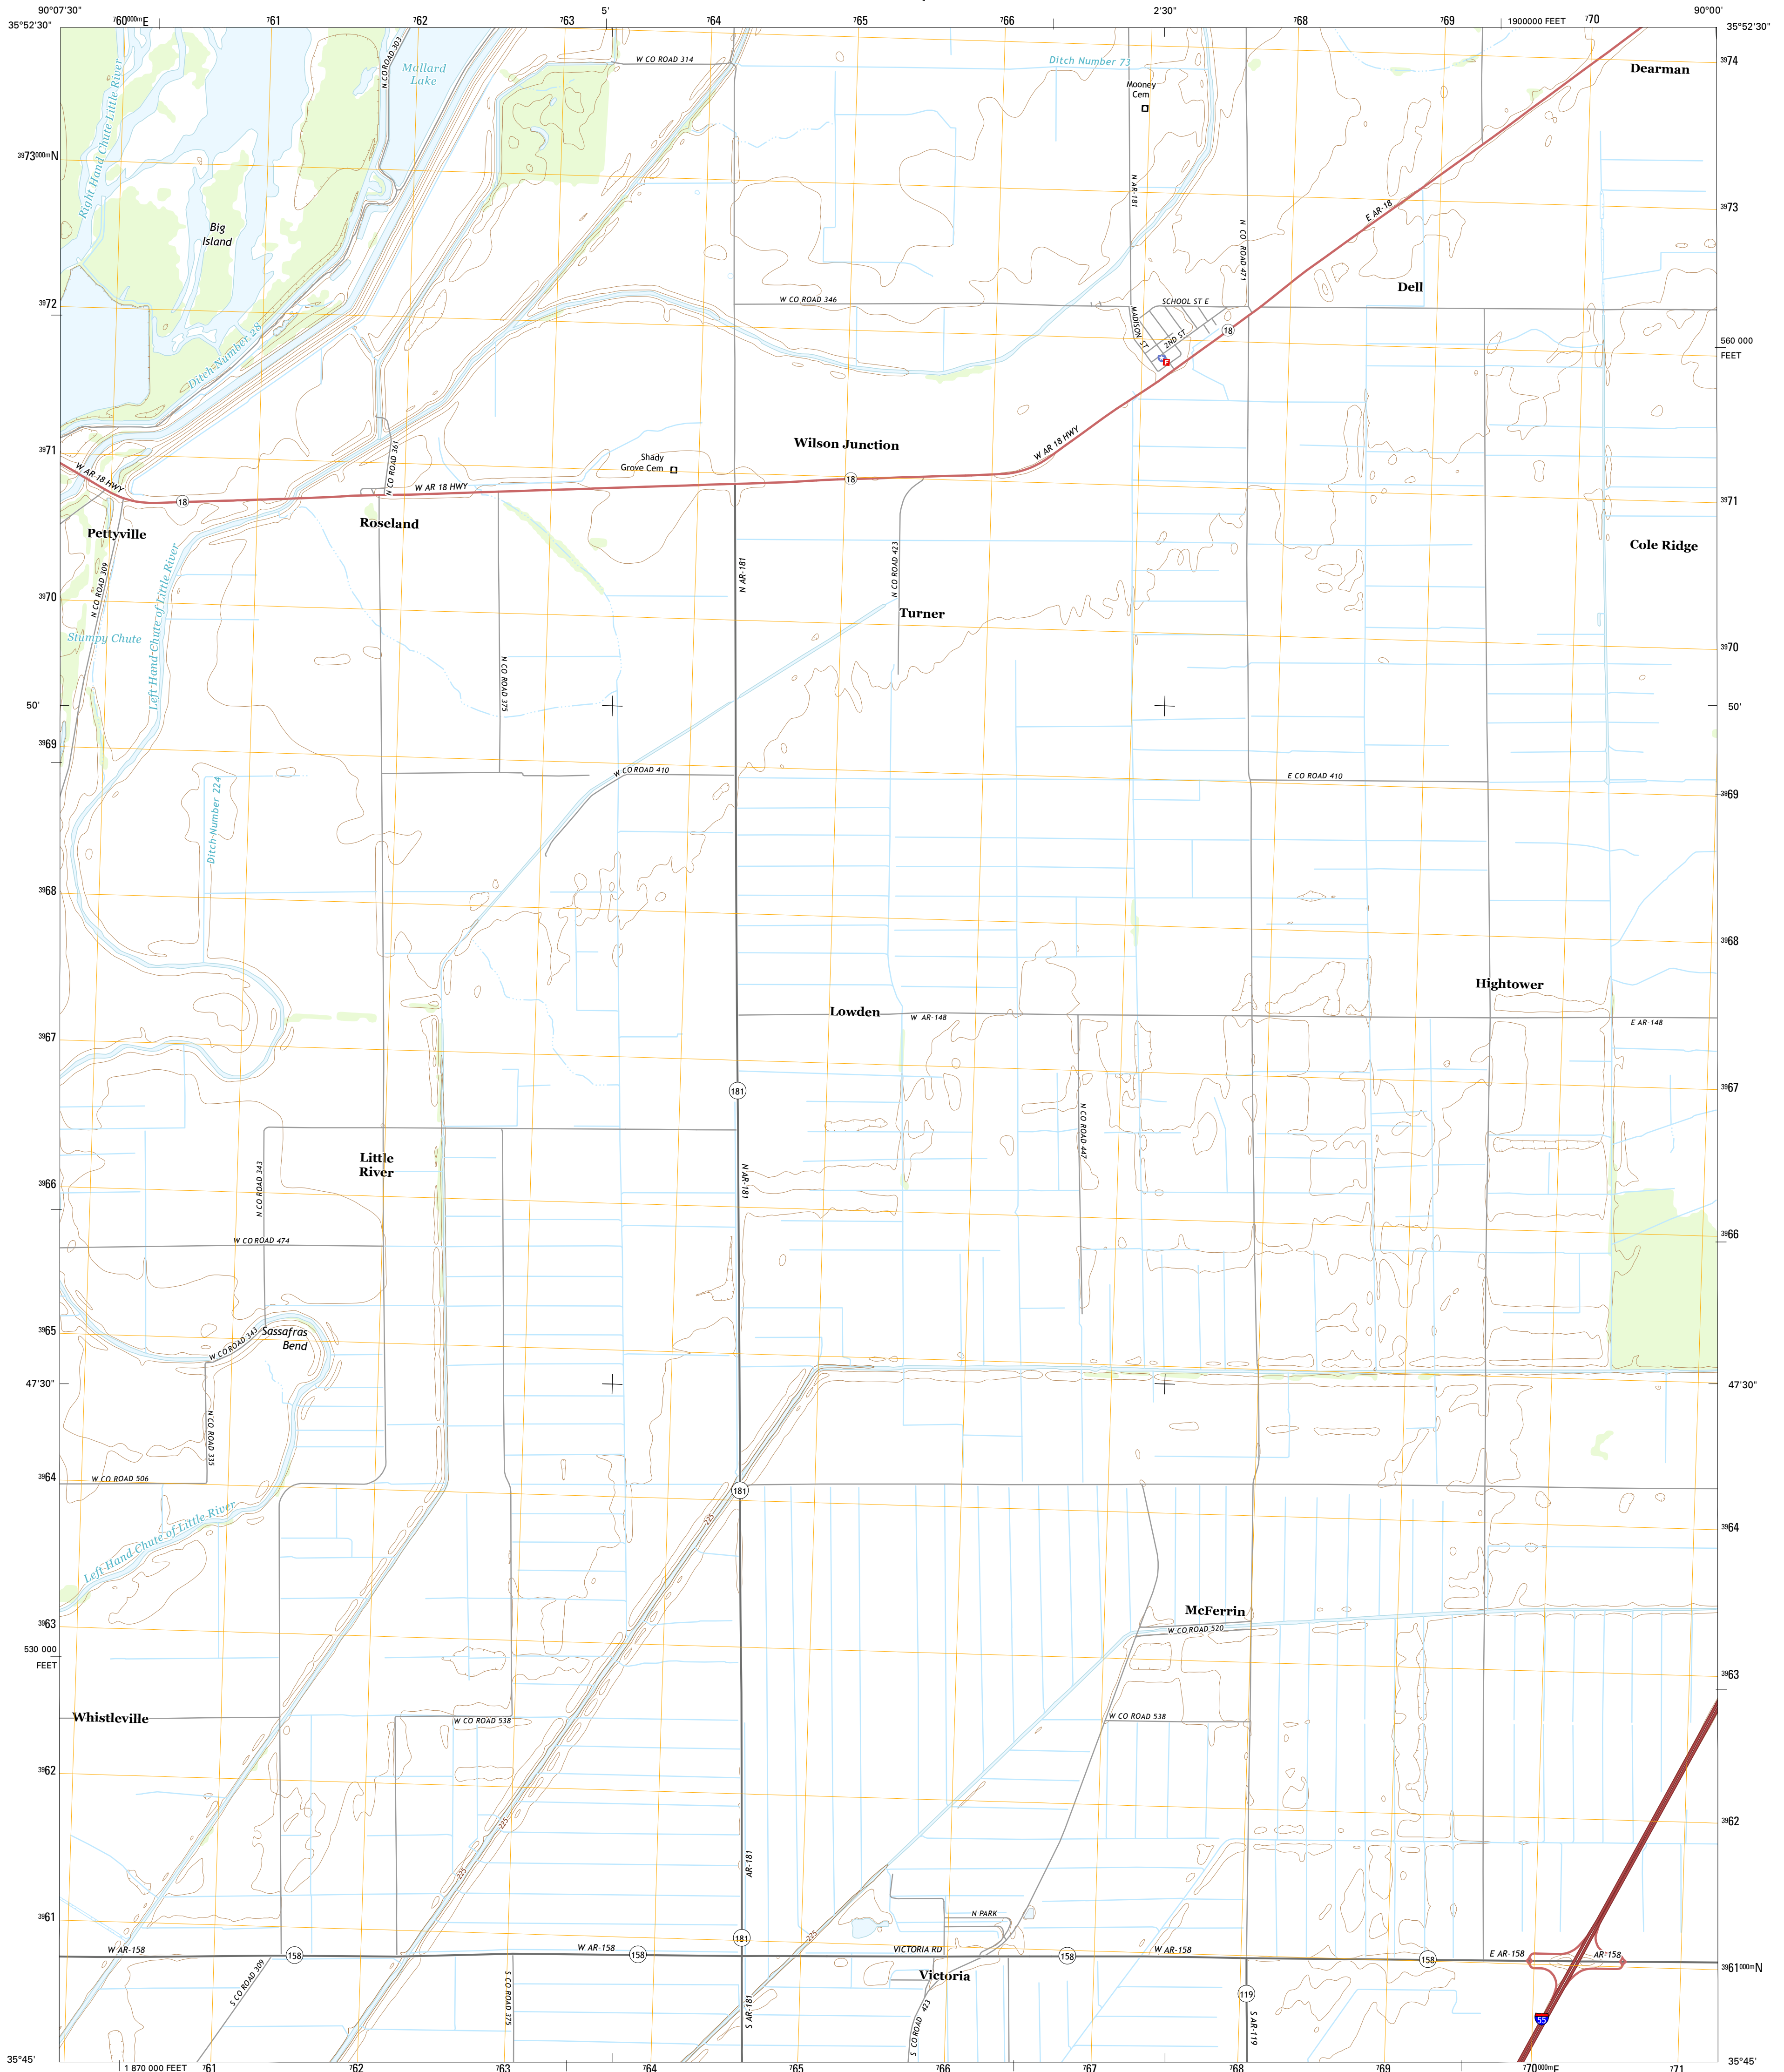 90°07'30"
⁷60⁰⁰⁰ᵐE
⁷61
⁷62
⁷63
5'
⁷64
⁷65
⁷66
2'30"
⁷68
⁷69
1900000 FEET
⁷70
90°00'
35°52'30"
35°52'30"
N CO ROAD 303
Mallard
Lake
W CO ROAD 314
Ditch Number 73
Mooney
Cem
Dearman
³⁹74
Right Hand Chute Little River
³⁹73⁰⁰⁰ᵐN
N AR-181
E AR-18
³⁹73
Big
Island
N CO ROAD 471
Dell
³⁹72
W CO ROAD 346
SCHOOL ST E
MADISON ST
2ND ST
18
F
560 000
FEET
Ditch Number 28
³⁹71
Wilson Junction
W AR 18 HWY
Shady
Grove Cem
N CO ROAD 361
W AR 18 HWY
W AR 18 HWY
18
18
³⁹71
Pettyville
Roseland
Cole Ridge
N CO ROAD 309
Left Hand Chute of Little River
N AR-181
N CO ROAD 423
³⁹70
Turner
Stumpy Chute
³⁹70
N CO ROAD 375
50'
50'
³⁹69
W CO ROAD 410
E CO ROAD 410
³⁹69
Ditch Number 224
³⁹68
³⁹68
Hightower
Lowden
W AR-148
E AR-148
³⁹67
181
³⁹67
N CO ROAD 447
Little
River
N CO ROAD 343
N AR-181
³⁹66
W CO ROAD 474
³⁹66
³⁹65
Sassafras
Bend
W CO ROAD 343
47'30"
47'30"
N CO ROAD 335
³⁹64
W CO ROAD 506
181
225
Left Hand Chute of Little River
³⁹64
McFerrin
³⁹63
W CO ROAD 520
530 000
FEET
³⁹63
Whistleville
W CO ROAD 538
W CO ROAD 538
³⁹62
225
³⁹62
AR-181
225
³⁹61
N PARK
181
225
W AR-158
158
W AR-158
158
VICTORIA RD
158
W AR-158
158
E AR-158
AR-158
³⁹61⁰⁰⁰ᵐN
S CO ROAD 309
S CO ROAD 375
Victoria
119
S AR-181
S CO ROAD 423
S AR-119
55
35°45'
1 870 000 FEET
⁷61
⁷62
⁷63
⁷64
⁷65
⁷66
⁷67
⁷68
⁷69
⁷70⁰⁰⁰ᵐE
⁷71
35°45'